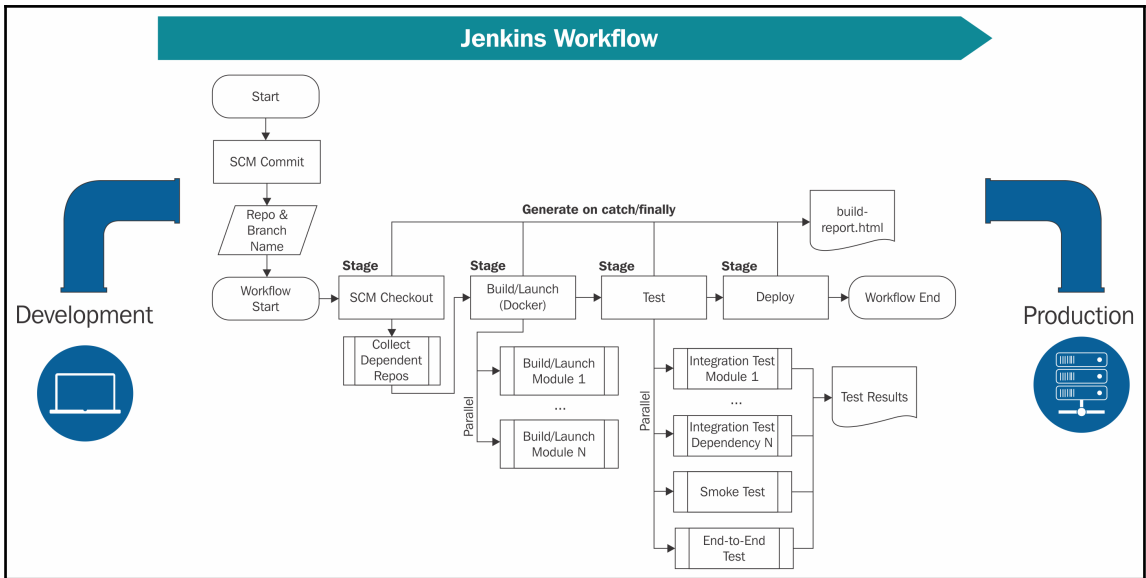 Jenkins Workflow
Start
SCM Commit
Repo &
Branch
Name
Workflow
Start
Generate on catch/finally
build-
report.html
Stage
SCM Checkout
Collect
Dependent
Repos
Stage
Build/Launch
(Docker)
Parallel
Build/Launch
Module 1
...
Build/Launch
Module N
Stage
Test
Parallel
Integration Test
Module 1
...
Integration Test
Dependency N
Smoke Test
End-to-End
Test
Test Results
Stage
Deploy
Workflow End
Development
Production